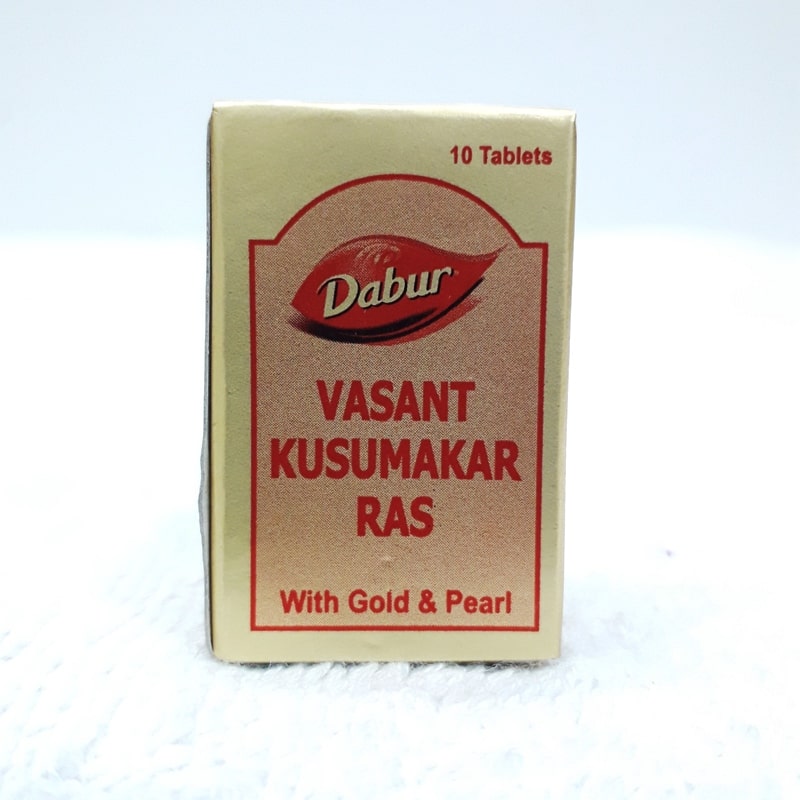 10 Tablets
Dabur
VASANT
KUSUMAKAR
RAS
With Gold & Pearl